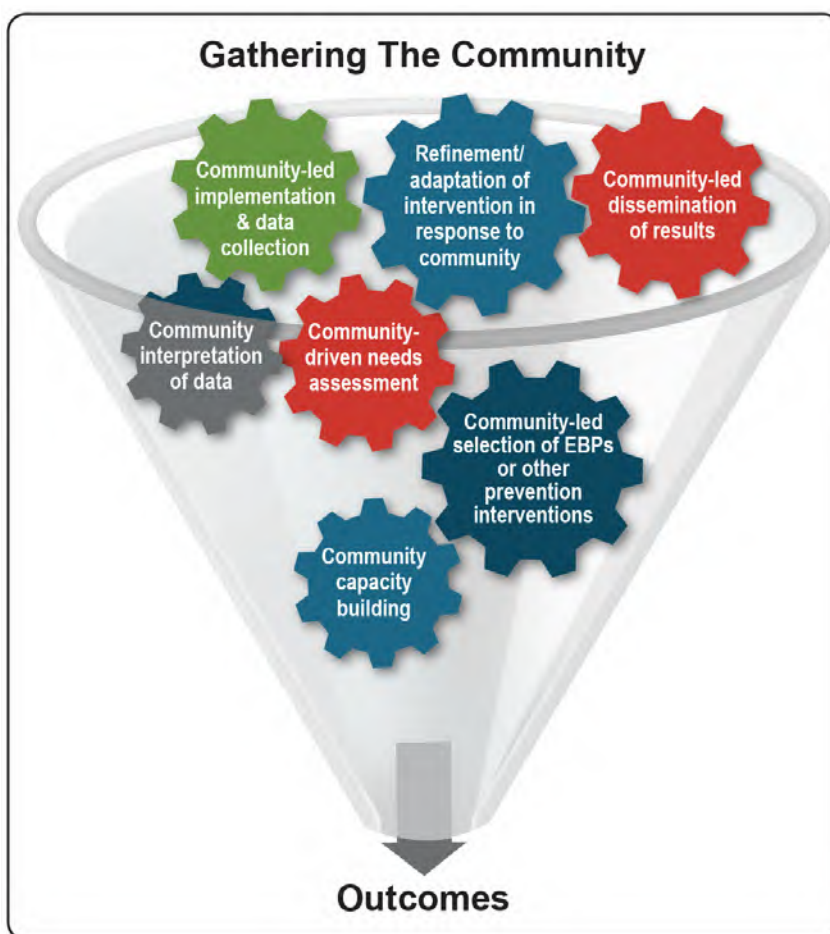 Gathering The Community
Community-led
implementation
& data
collection
Refinement/
adaptation of
intervention in
response to
community
Community-led
dissemination
of results
Community
interpretation
of data
Community-
driven needs
assessment
Community-led
selection of EBPs
or other
prevention
interventions
Community
capacity
building
Outcomes